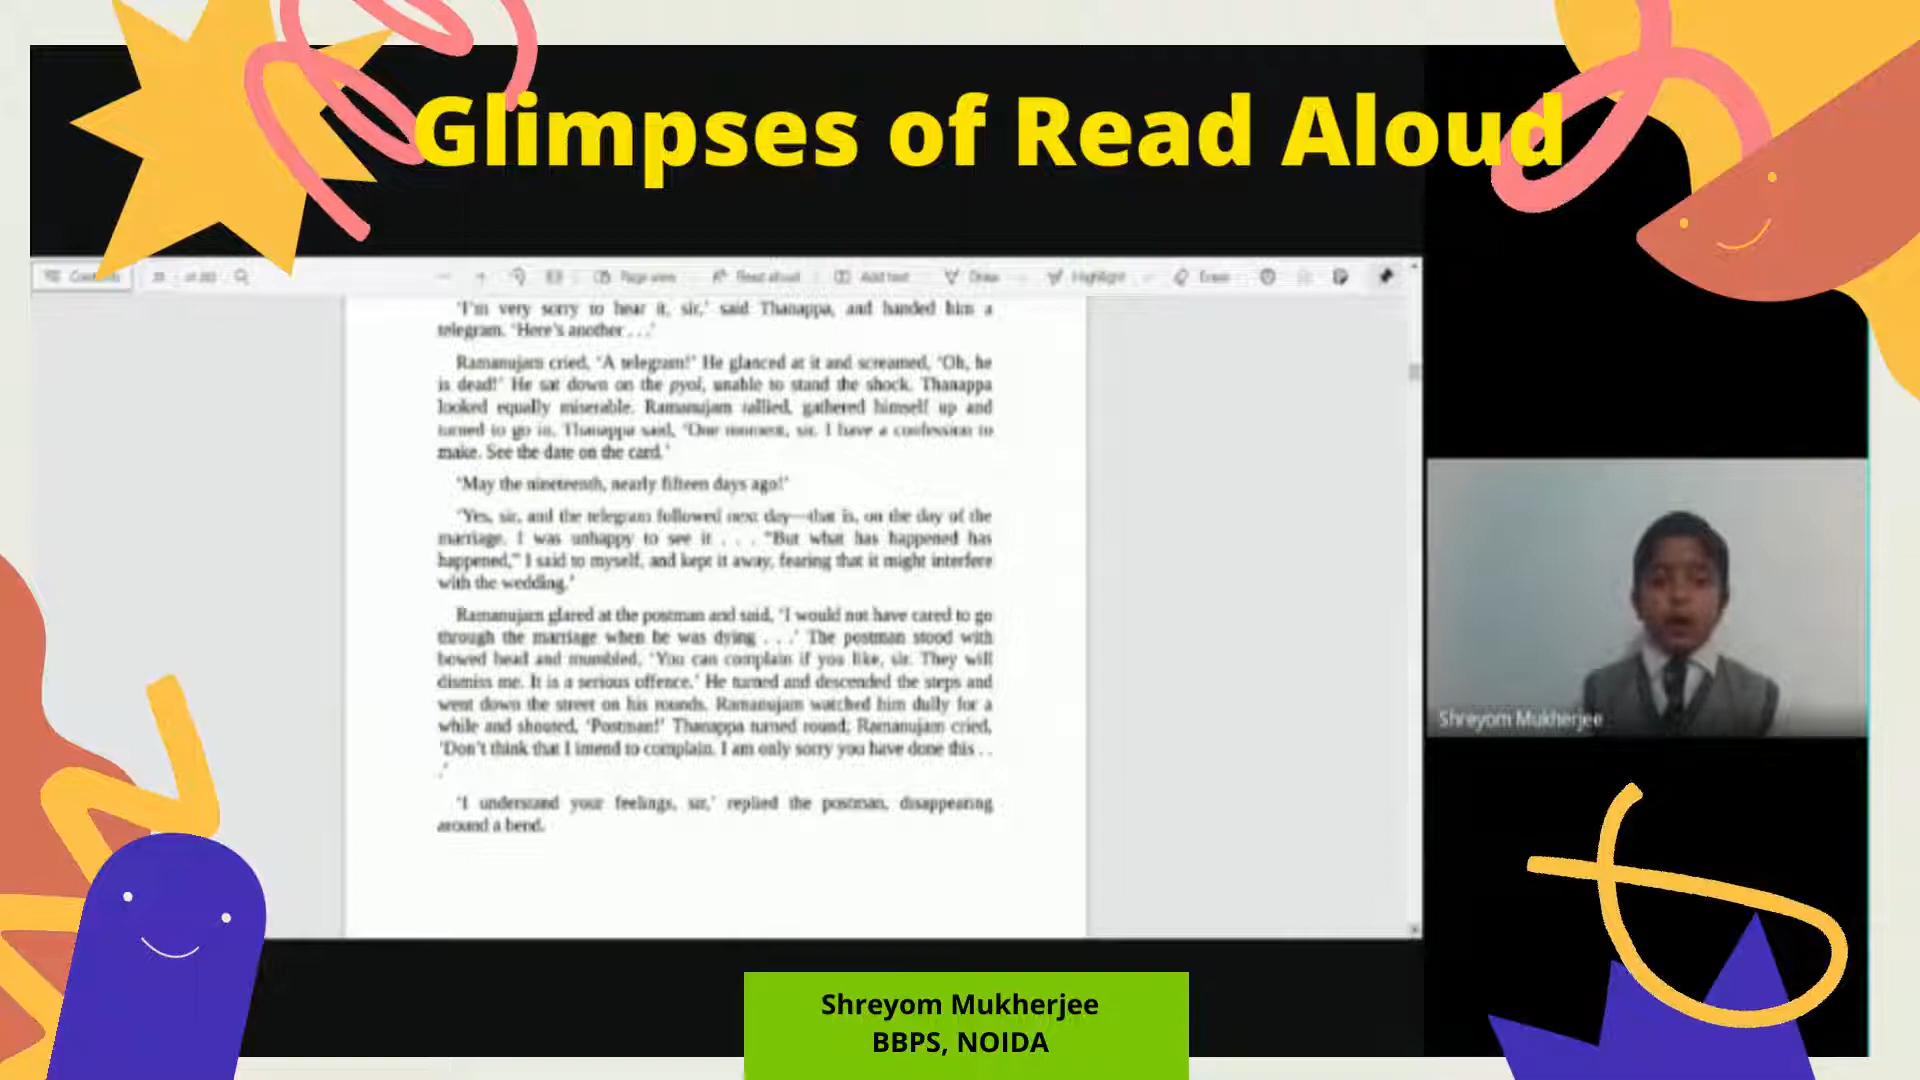 Glimpses of Read Aloud
Contents
of
Page view
Read aloud
Add text
Draw
Highlight
Erase
'I'm very sorry to hear it, sir,' said Thanappa, and handed him a
telegram. 'Here's another . . .'
Ramanujam cried, 'A telegram!' He glanced at it and screamed, 'Oh, he
is dead!' He sat down on the pyol, unable to stand the shock. Thanappa
looked equally miserable. Ramanujam rallied, gathered himself up and
turned to go in. Thanappa said, 'One moment, sir. I have a confession to
make. See the date on the card.'
'May the nineteenth, nearly fifteen days ago!'
'Yes, sir, and the telegram followed next day—that is, on the day of the
marriage. I was unhappy to see it . . . "But what has happened has
happened," I said to myself, and kept it away, fearing that it might interfere
with the wedding.'
Ramanujam glared at the postman and said, 'I would not have cared to go
through the marriage when he was dying . . .' The postman stood with
bowed head and mumbled, 'You can complain if you like, sir. They will
dismiss me. It is a serious offence.' He turned and descended the steps and
went down the street on his rounds. Ramanujam watched him dully for a
while and shouted, 'Postman!' Thanappa turned round; Ramanujam cried,
'Don't think that I intend to complain. I am only sorry you have done this . .
.'
'I understand your feelings, sir,' replied the postman, disappearing
around a bend.
Shreyom Mukherjee
Shreyom Mukherjee
BBPS, NOIDA